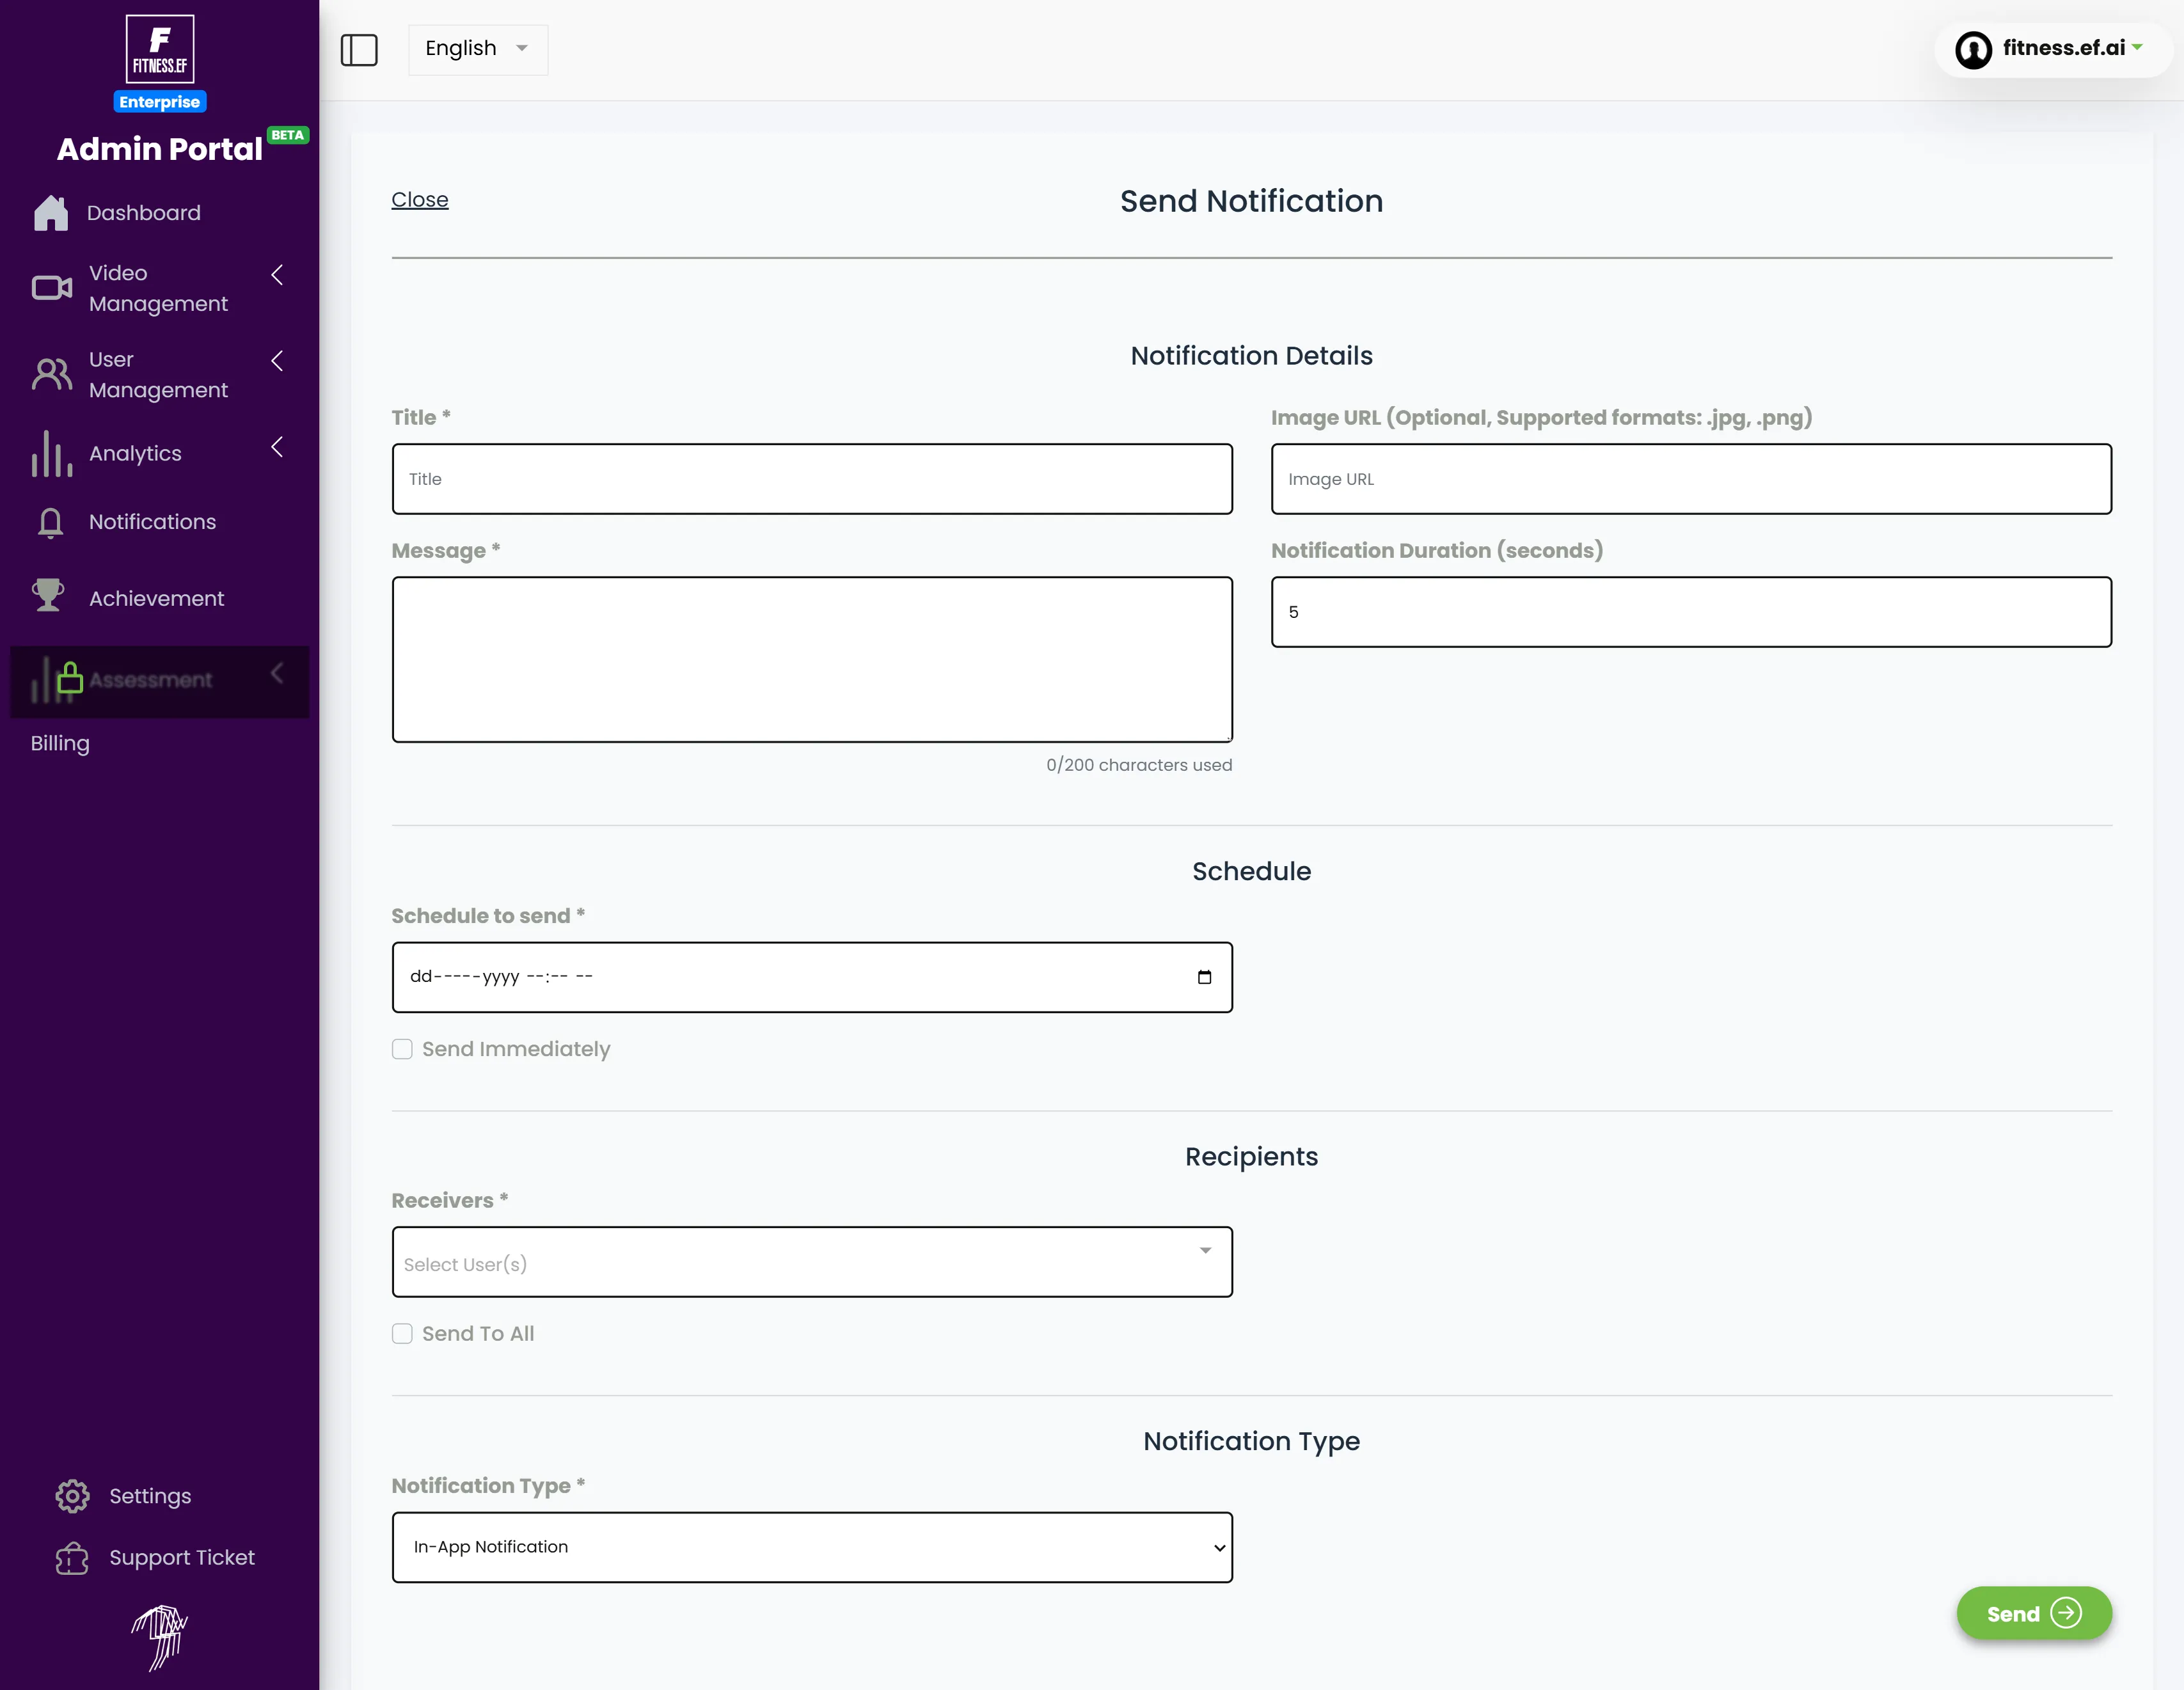 F
FITNESS.EF
Enterprise
Admin Portal BETA
Dashboard
Video
Management
User
Management
Analytics
Notifications
Achievement
Assessment
Billing
Settings
Support Ticket
English
fitness.ef.ai
Close
Send Notification
Notification Details
Title *
Title
Image URL (Optional, Supported formats: .jpg, .png)
Image URL
Message *
0/200 characters used
Notification Duration (seconds)
5
Schedule
Schedule to send *
dd-----yyyy --:-- --
Send Immediately
Recipients
Receivers *
Select User(s)
Send To All
Notification Type
Notification Type *
In-App Notification
Send